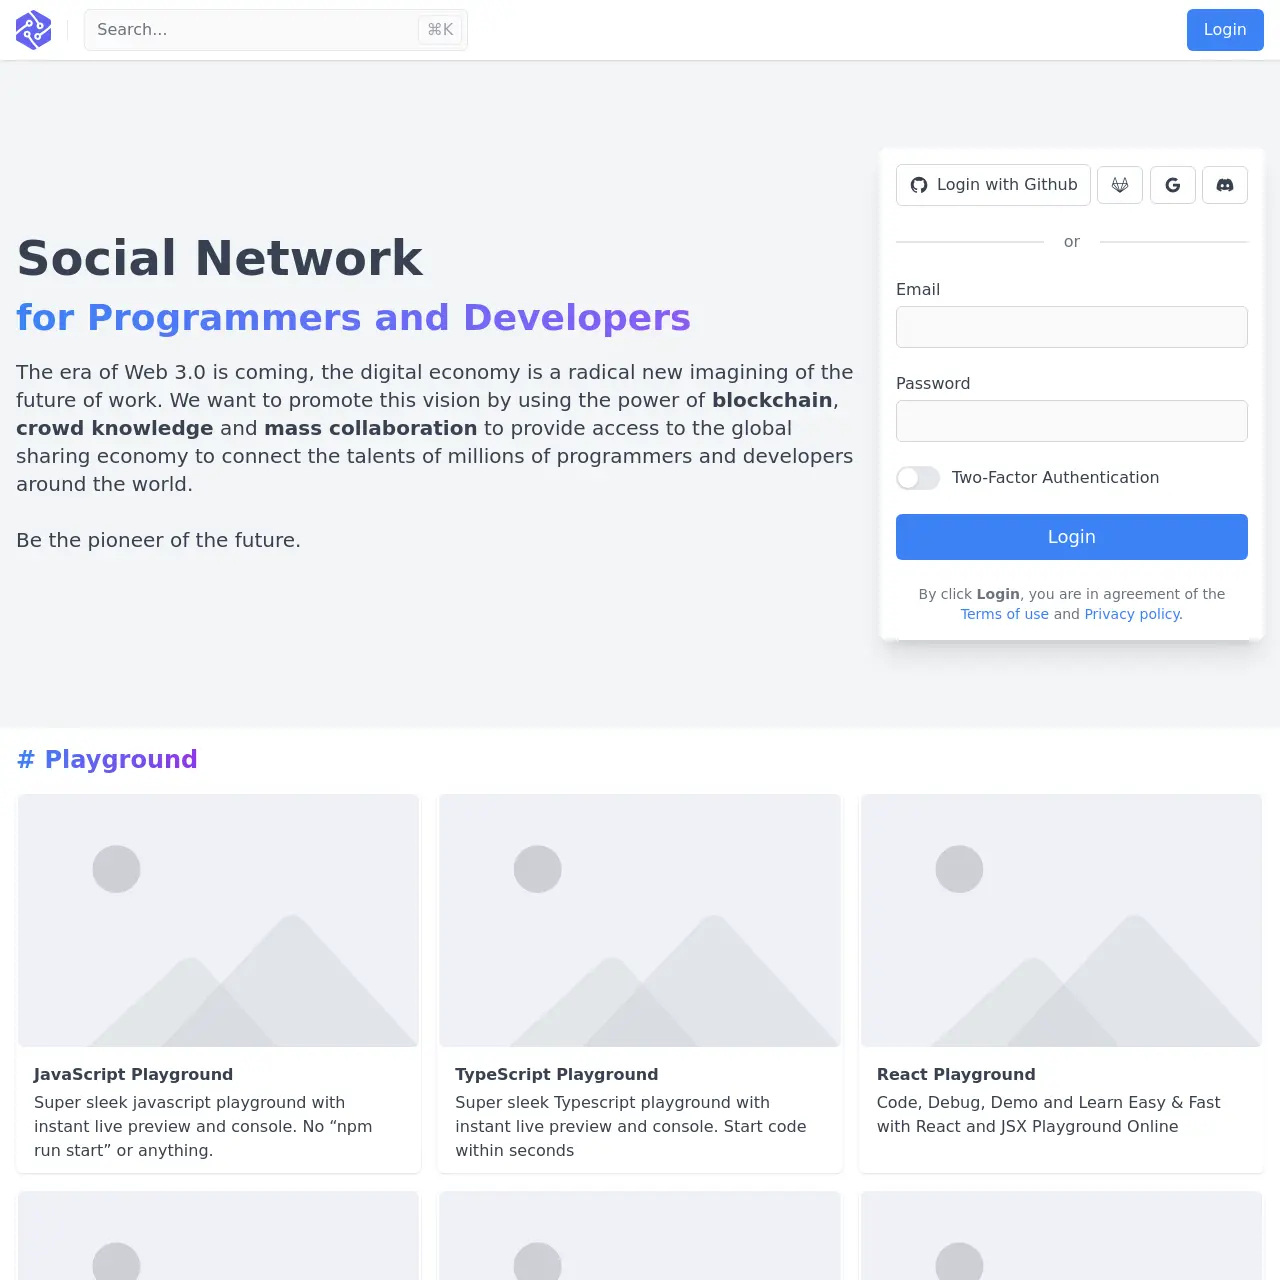 Search...
⌘K
Login
Social Network
for Programmers and Developers
The era of Web 3.0 is coming, the digital economy is a radical new imagining of the
future of work. We want to promote this vision by using the power of blockchain,
crowd knowledge and mass collaboration to provide access to the global
sharing economy to connect the talents of millions of programmers and developers
around the world.
Be the pioneer of the future.
Login with Github
or
Email
Password
Two-Factor Authentication
Login
By click Login, you are in agreement of the
Terms of use and Privacy policy.
# Playground
JavaScript Playground
Super sleek javascript playground with
instant live preview and console. No “npm
run start” or anything.
TypeScript Playground
Super sleek Typescript playground with
instant live preview and console. Start code
within seconds
React Playground
Code, Debug, Demo and Learn Easy & Fast
with React and JSX Playground Online